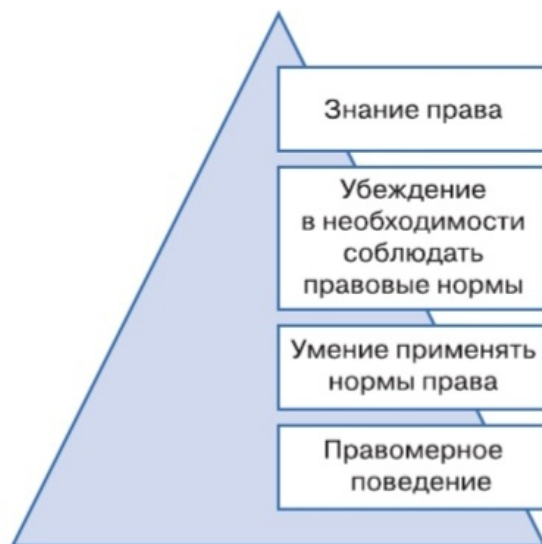 Знание права
Убеждение
в необходимости
соблюдать
правовые нормы
Умение применять
нормы права
Правомерное
поведение